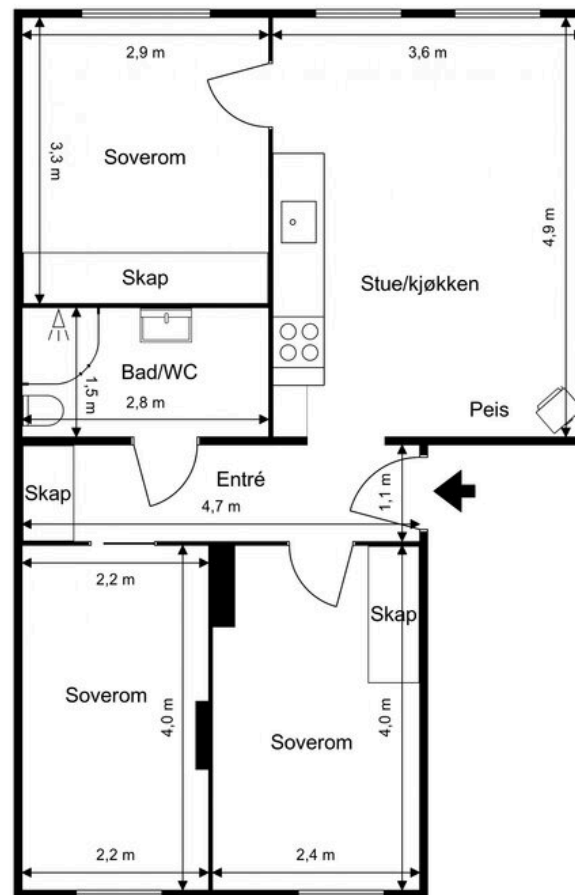 2,9 m
3,6 m
3,3 m
Soverom
4,9 m
Skap
Stue/kjøkken
Bad/WC
1,5 m
2,8 m
Peis
Skap
Entré
4,7 m
1,1 m
2,2 m
Skap
Soverom
4,0 m
Soverom
4,0 m
2,2 m
2,4 m